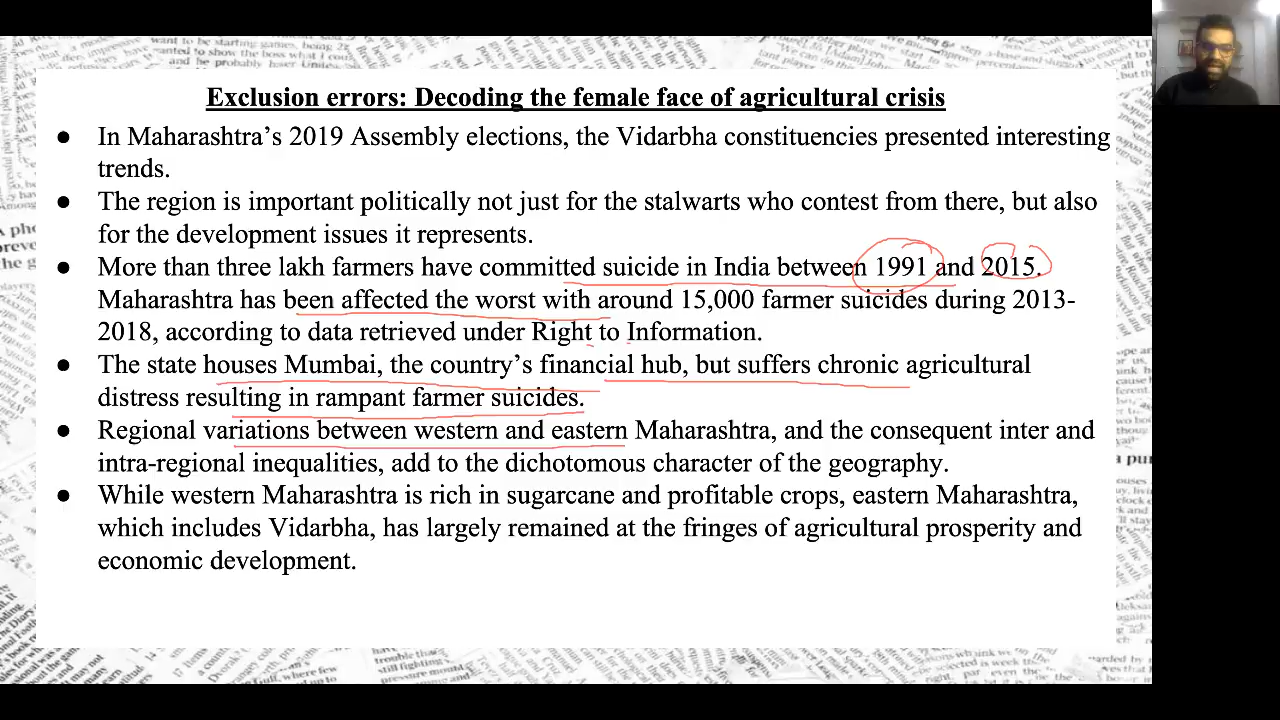 Exclusion errors: Decoding the female face of agricultural crisis
● In Maharashtra's 2019 Assembly elections, the Vidarbha constituencies presented interesting
trends.
● The region is important politically not just for the stalwarts who contest from there, but also
for the development issues it represents.
● More than three lakh farmers have committed suicide in India between 1991 and 2015.
Maharashtra has been affected the worst with around 15,000 farmer suicides during 2013-
2018, according to data retrieved under Right to Information.
● The state houses Mumbai, the country's financial hub, but suffers chronic agricultural
distress resulting in rampant farmer suicides.
● Regional variations between western and eastern Maharashtra, and the consequent inter and
intra-regional inequalities, add to the dichotomous character of the geography.
● While western Maharashtra is rich in sugarcane and profitable crops, eastern Maharashtra,
which includes Vidarbha, has largely remained at the fringes of agricultural prosperity and
economic development.